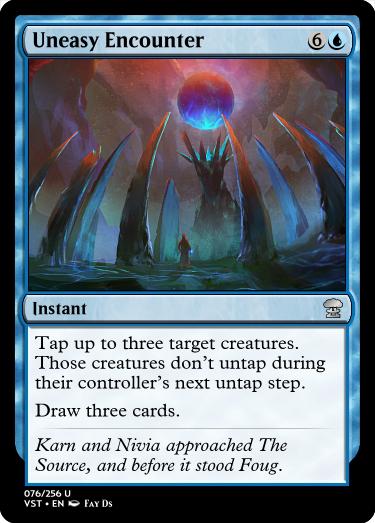 Uneasy Encounter 6
Instant
Tap up to three target creatures.
Those creatures don't untap during
their controller's next untap step.
Draw three cards.
Karn and Nivia approached The
Source, and before it stood Foug.
076/256 U
VST • EN Fay Ds